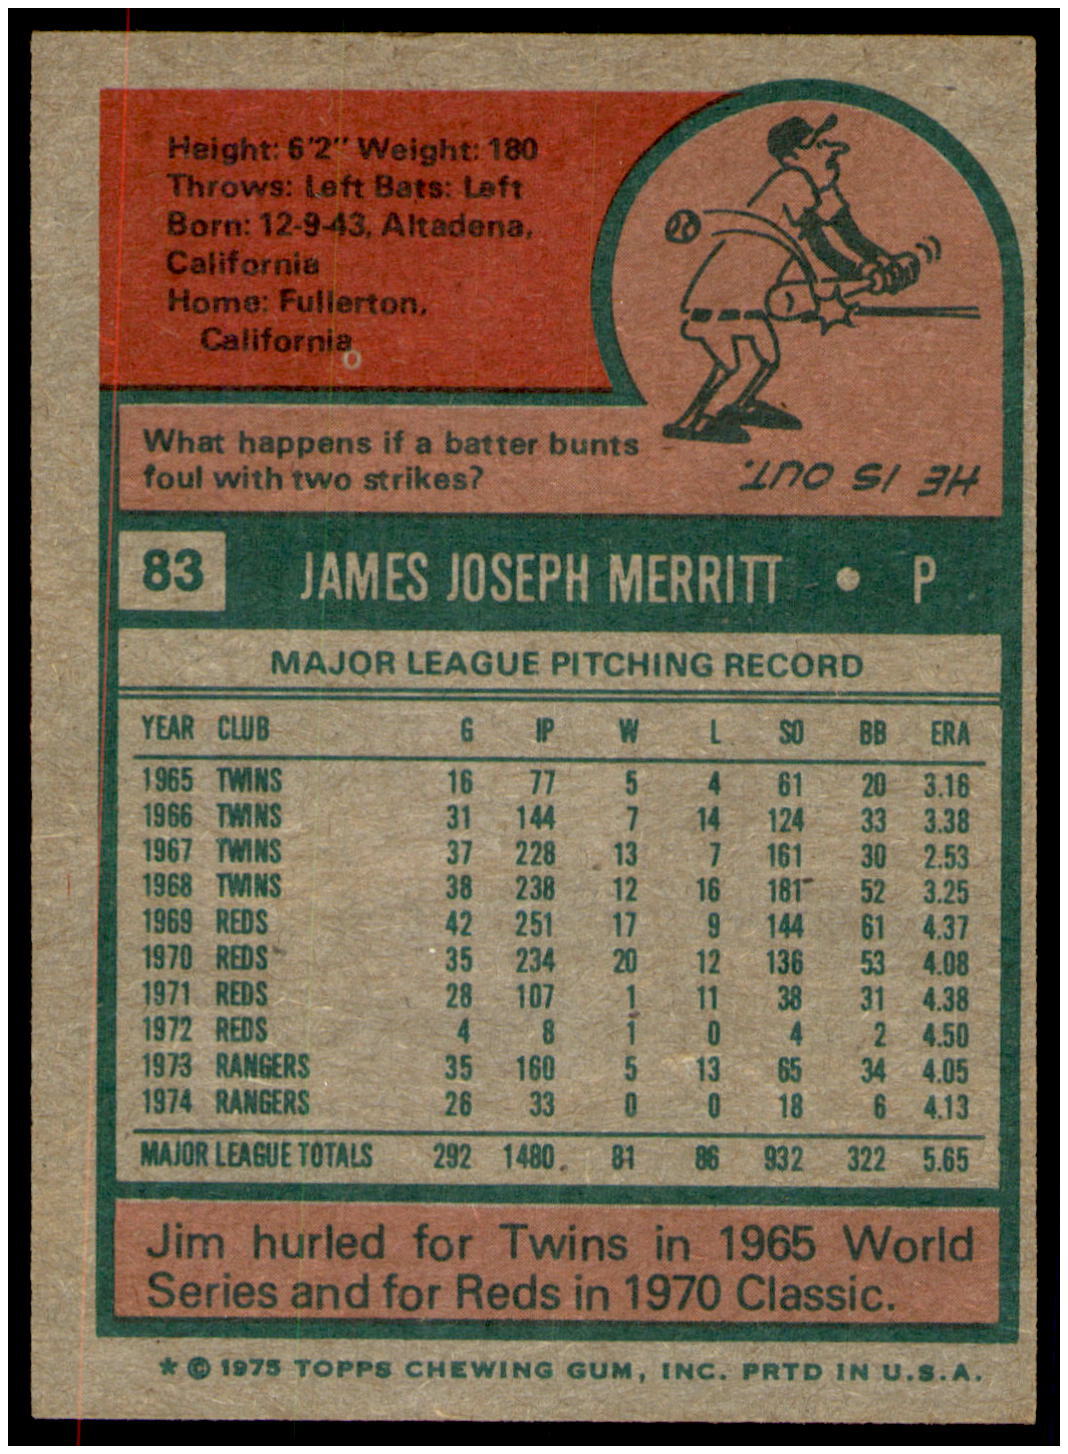 Height: 6'2" Weight: 180
Throws: Left Bats: Left
Born: 12-9-43, Altadena,
California
Home: Fullerton,
California
What happens if a batter bunts
foul with two strikes?
HE IS OUT.
83 JAMES JOSEPH MERRITT • P
MAJOR LEAGUE PITCHING RECORD
YEAR CLUB G IP W L SO BB ERA
1965 TWINS 16 77 5 4 61 20 3.16
1966 TWINS 31 144 7 14 124 33 3.38
1967 TWINS 37 228 13 7 161 30 2.53
1968 TWINS 38 238 12 16 181 52 3.25
1969 REDS 42 251 17 9 144 61 4.37
1970 REDS 35 234 20 12 136 53 4.08
1971 REDS 28 107 1 11 38 31 4.38
1972 REDS 4 8 1 0 4 2 4.50
1973 RANGERS 35 160 5 13 65 34 4.05
1974 RANGERS 26 33 0 0 18 6 4.13
MAJOR LEAGUE TOTALS 292 1480 81 86 932 322 5.65
Jim hurled for Twins in 1965 World
Series and for Reds in 1970 Classic.
* © 1975 TOPPS CHEWING GUM, INC. PRTD IN U.S.A.